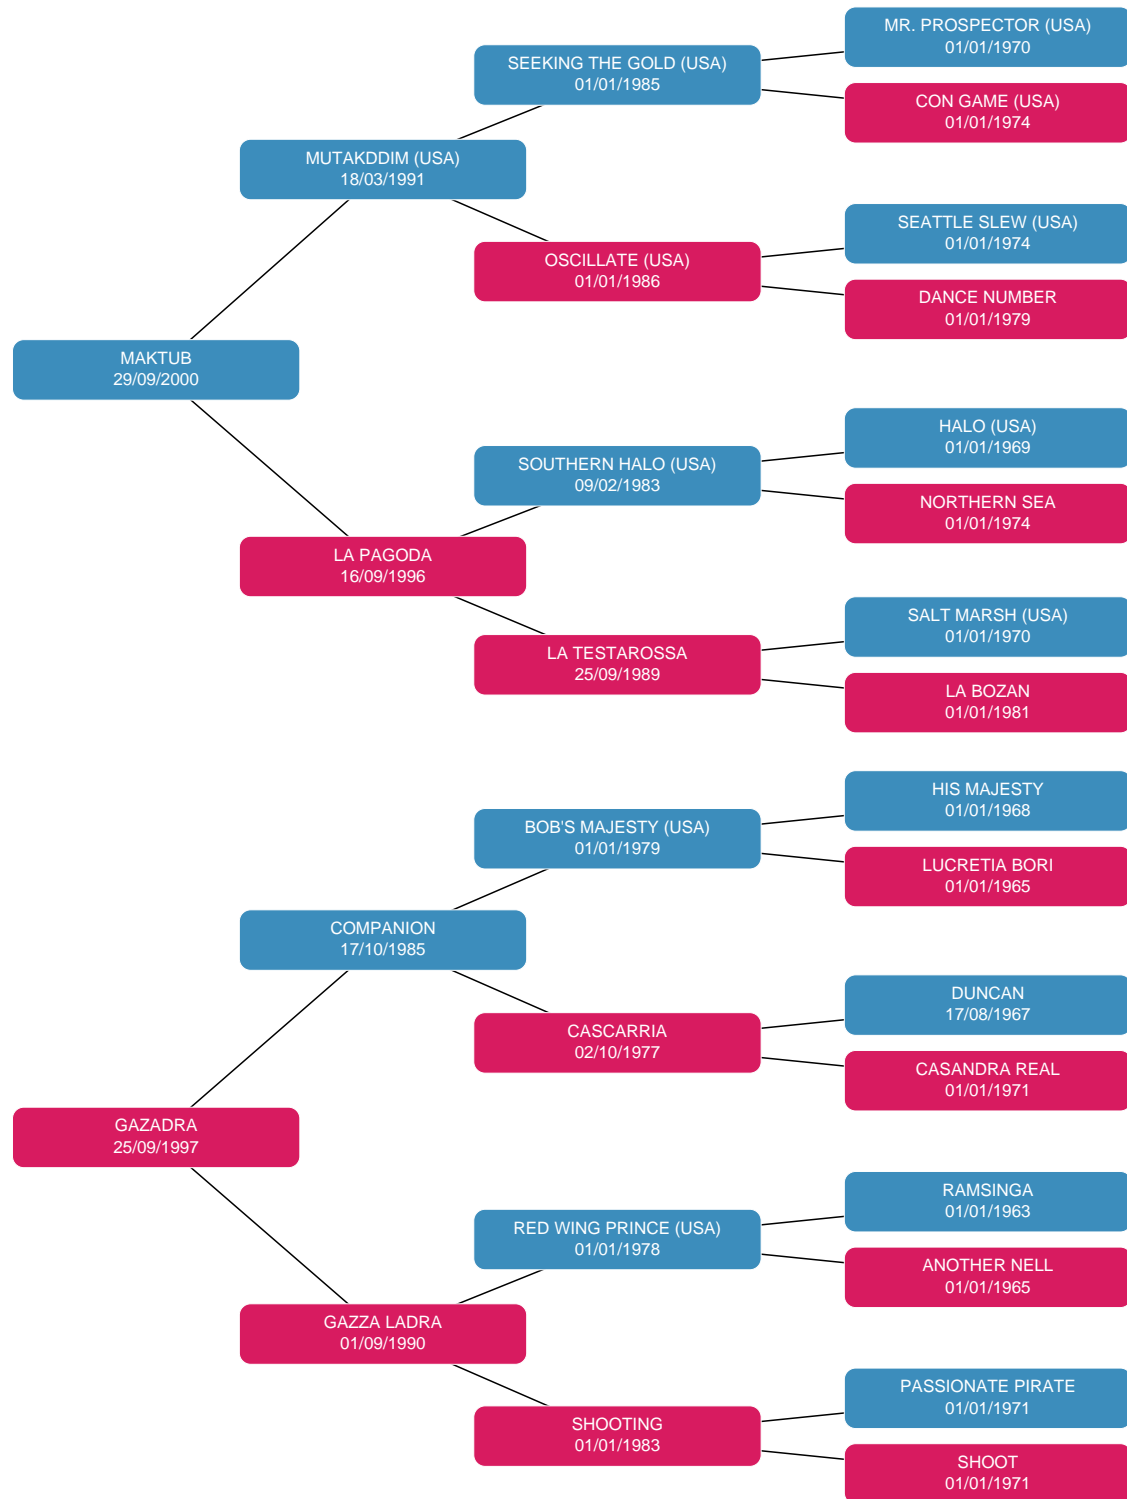 MR. PROSPECTOR (USA)
01/01/1970
SEEKING THE GOLD (USA)
01/01/1985
CON GAME (USA)
01/01/1974
MUTAKDDIM (USA)
18/03/1991
SEATTLE SLEW (USA)
01/01/1974
OSCILLATE (USA)
01/01/1986
DANCE NUMBER
01/01/1979
MAKTUB
29/09/2000
HALO (USA)
01/01/1969
SOUTHERN HALO (USA)
09/02/1983
NORTHERN SEA
01/01/1974
LA PAGODA
16/09/1996
SALT MARSH (USA)
01/01/1970
LA TESTAROSSA
25/09/1989
LA BOZAN
01/01/1981
HIS MAJESTY
01/01/1968
BOB'S MAJESTY (USA)
01/01/1979
LUCRETIA BORI
01/01/1965
COMPANION
17/10/1985
DUNCAN
17/08/1967
CASCARRIA
02/10/1977
CASANDRA REAL
01/01/1971
GAZADRA
25/09/1997
RAMSINGA
01/01/1963
RED WING PRINCE (USA)
01/01/1978
ANOTHER NELL
01/01/1965
GAZZA LADRA
01/09/1990
PASSIONATE PIRATE
01/01/1971
SHOOTING
01/01/1983
SHOOT
01/01/1971